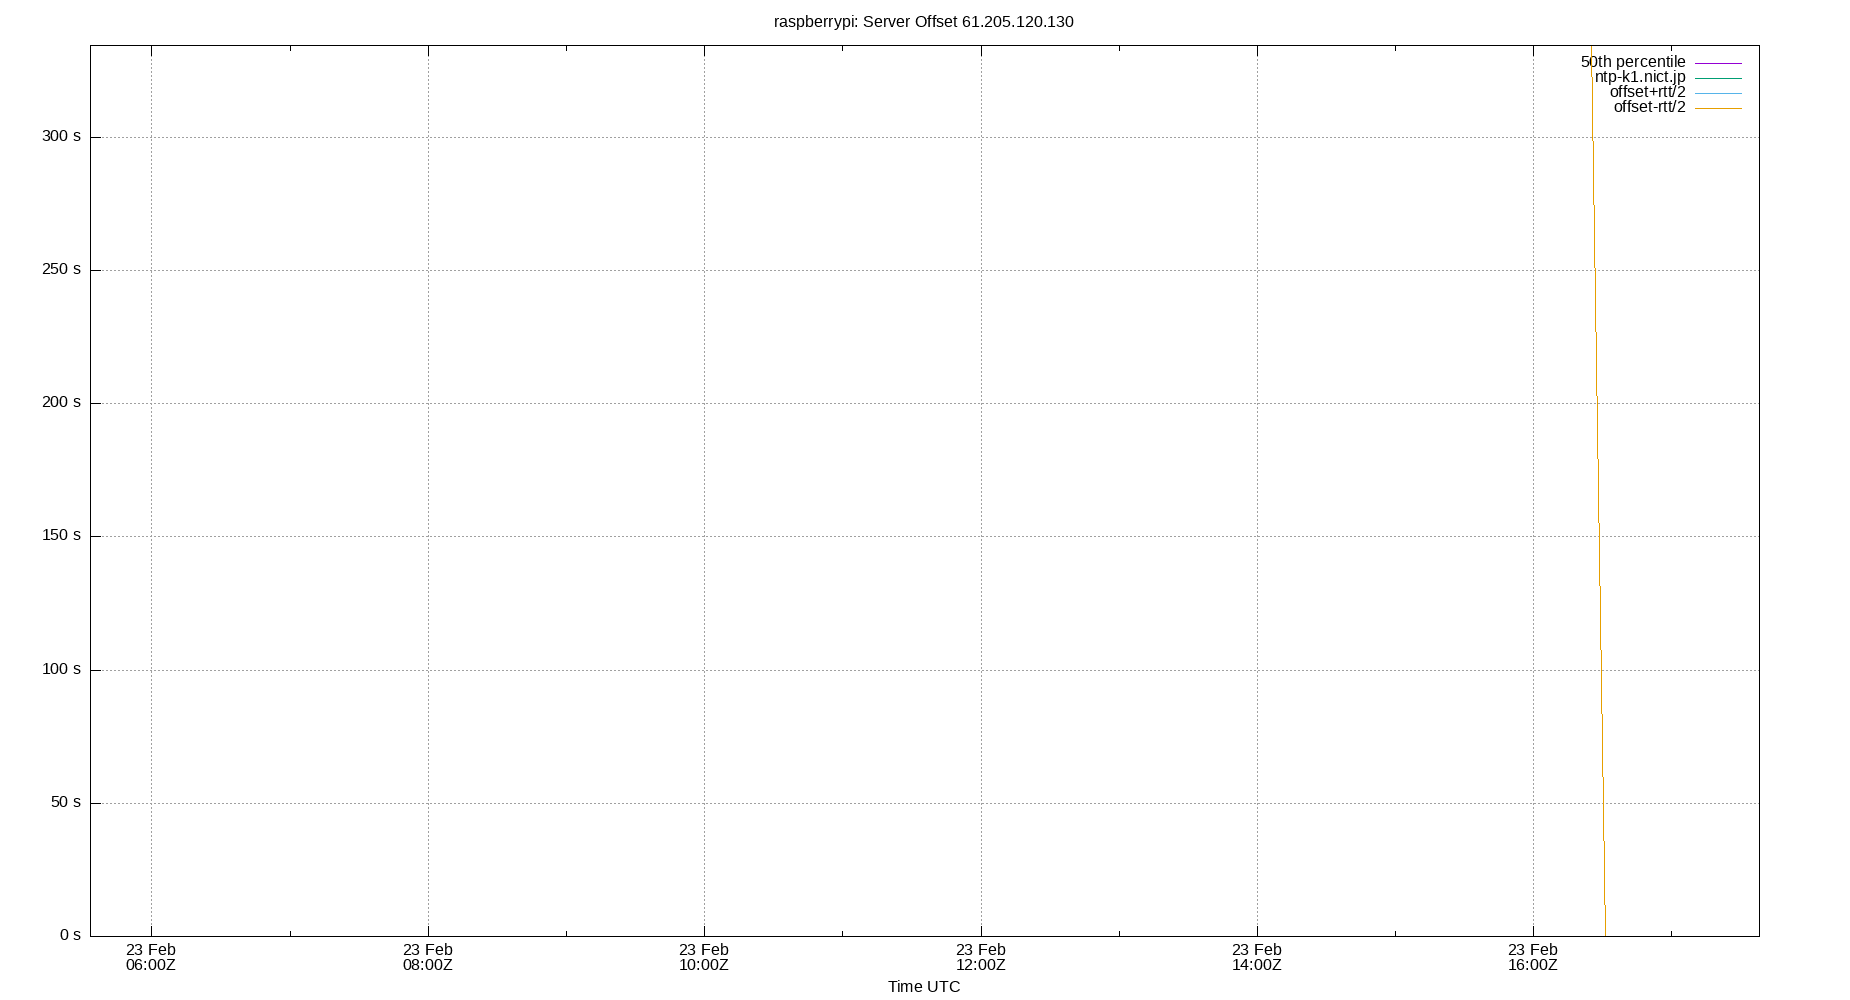 raspberrypi: Server Offset 61.205.120.130
50th percentile
ntp-k1.nict.jp
offset+rtt/2
offset-rtt/2
300 s
250 s
200 s
150 s
100 s
50 s
0 s
23 Feb 23 Feb 23 Feb 23 Feb 23 Feb 23 Feb
06:00Z 08:00Z 10:00Z 12:00Z 14:00Z 16:00Z
Time UTC